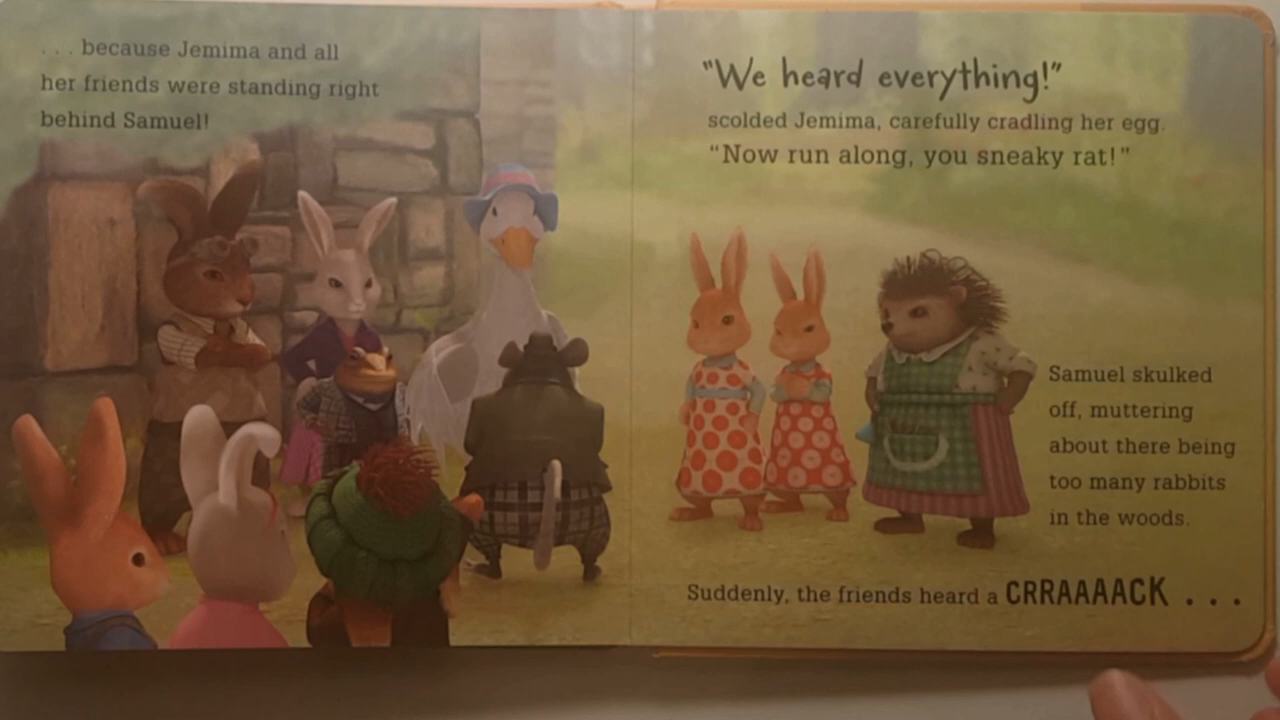 . . . because Jemima and all
her friends were standing right
behind Samuel!
"We heard everything!"
scolded Jemima, carefully cradling her egg.
"Now run along, you sneaky rat!"
Samuel skulked
off, muttering
about there being
too many rabbits
in the woods.
Suddenly, the friends heard a CRRAAAACK . . .